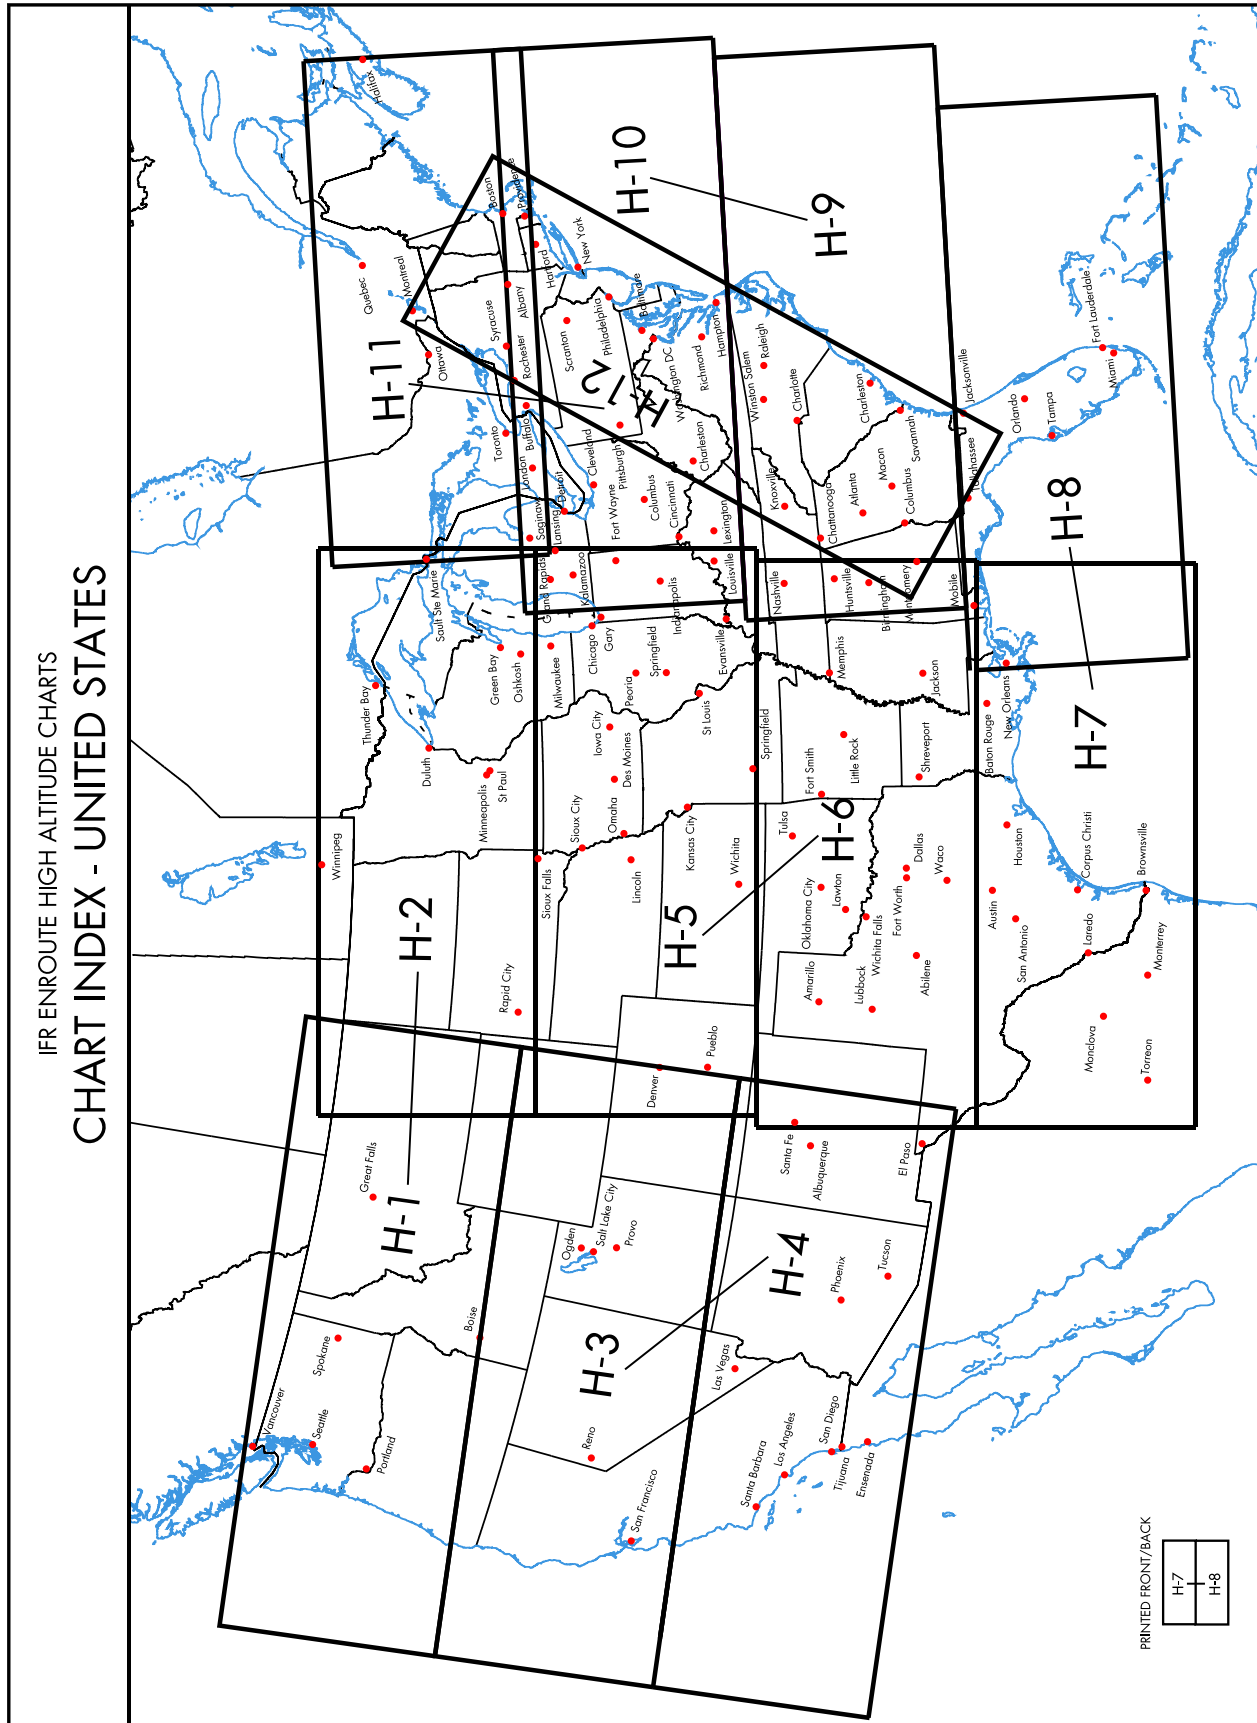 IFR ENROUTE HIGH ALTITUDE CHARTS
CHART INDEX - UNITED STATES
Vancouver
Seattle
Spokane
Portland
Great Falls
H-1
Boise
Winnipeg
Thunder Bay
Duluth
Sault Ste Marie
H-2
Minneapolis
St Paul
Green Bay
Oshkosh
Rapid City
Sioux Falls
Quebec
Halifax
Montreal
Ottawa
H-11
Syracuse
Toronto
Rochester
Albany
Boston
Providence
Buffalo
London
Saginaw
Lansing
Detroit
Grand Rapids
Kalamazoo
Milwaukee
Harford
New York
Scranton
Philadelphia
Baltimore
Washington DC
H-12
H-10
Cleveland
Pittsburgh
Fort Wayne
Columbus
Cincinnati
Charleston
Richmond
Hampton
Chicago
Gary
Indianapolis
Lexington
Louisville
Evansville
Peoria
Springfield
St Louis
Iowa City
Des Moines
Sioux City
Omaha
Lincoln
Kansas City
Wichita
Springfield
H-5
Denver
Pueblo
Ogden
Salt Lake City
Provo
H-3
Reno
San Francisco
Las Vegas
Santa Barbara
Los Angeles
San Diego
Tijuana
Ensenada
H-4
Phoenix
Tucson
Santa Fe
Albuquerque
El Paso
Amarillo
Lubbock
Oklahoma City
Lawton
Wichita Falls
Tulsa
Fort Smith
H-6
Little Rock
Memphis
Fort Worth
Dallas
Waco
Abilene
Shreveport
Jackson
Nashville
Huntsville
Birmingham
Montgomery
Mobile
Knoxville
Chattanooga
Atlanta
Macon
Columbus
Winston Salem
Raleigh
Charlotte
Charleston
Savannah
H-9
Jacksonville
Tallahassee
Orlando
Tampa
Fort Lauderdale
Miami
H-8
H-7
Baton Rouge
New Orleans
Houston
Austin
San Antonio
Corpus Christi
Brownsville
Laredo
Monterrey
Monclova
Torreon
PRINTED FRONT/BACK
H-7
H-8